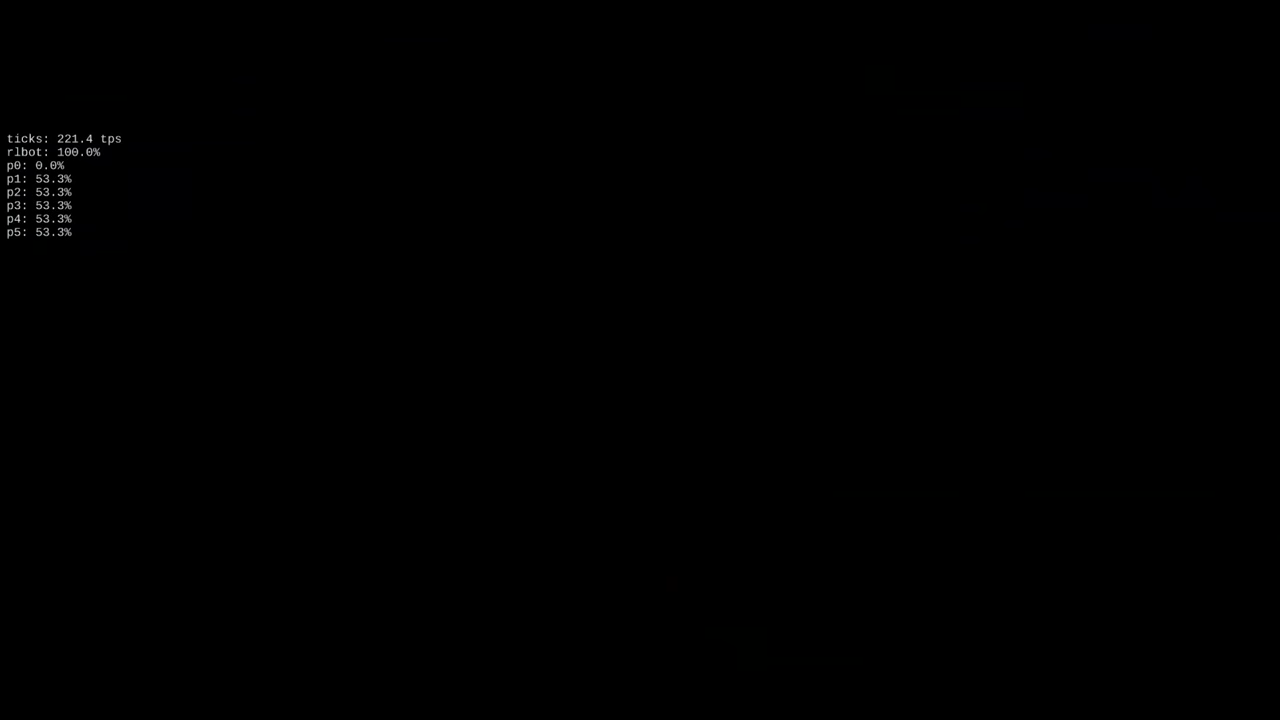 ticks: 221.4 tps
rlbot: 100.0%
p0: 0.0%
p1: 53.3%
p2: 53.3%
p3: 53.3%
p4: 53.3%
p5: 53.3%